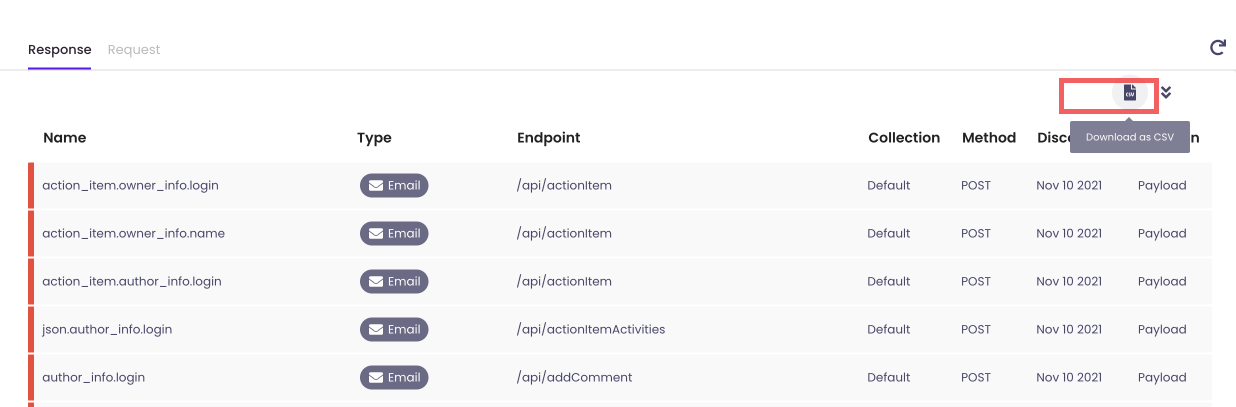 Response Request
CSV
Download as CSV
Name Type Endpoint Collection Method
action_item.owner_info.login Email /api/actionItem Default POST Nov 10 2021 Payload
action_item.owner_info.name Email /api/actionItem Default POST Nov 10 2021 Payload
action_item.author_info.login Email /api/actionItem Default POST Nov 10 2021 Payload
json.author_info.login Email /api/actionItemActivities Default POST Nov 10 2021 Payload
author_info.login Email /api/addComment Default POST Nov 10 2021 Payload